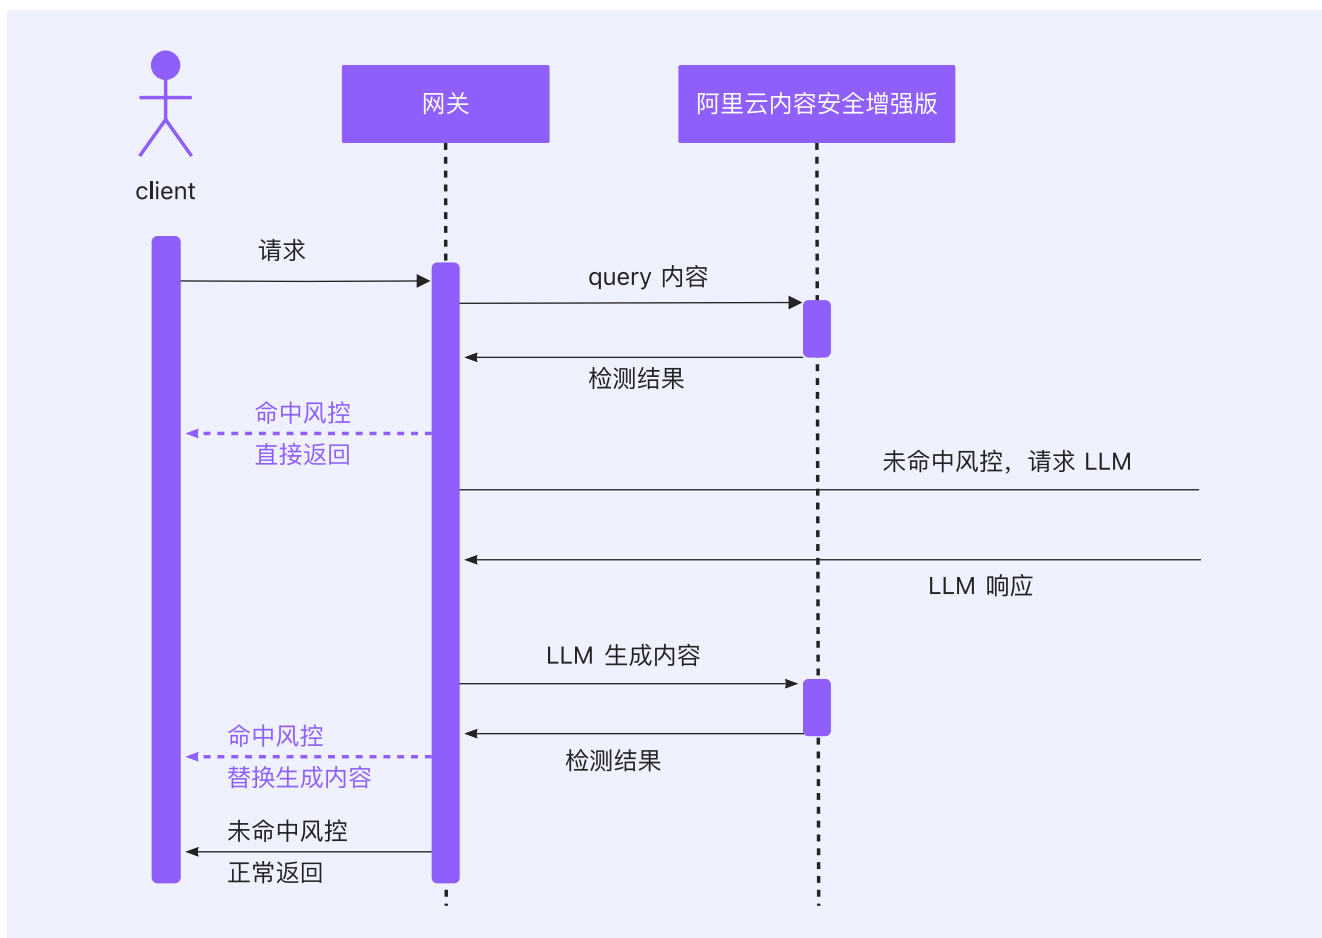 网关
阿里云内容安全增强版
client
请求
query 内容
检测结果
命中风控
直接返回
未命中风控，请求 LLM
LLM 响应
LLM 生成内容
命中风控
检测结果
替换生成内容
未命中风控
正常返回